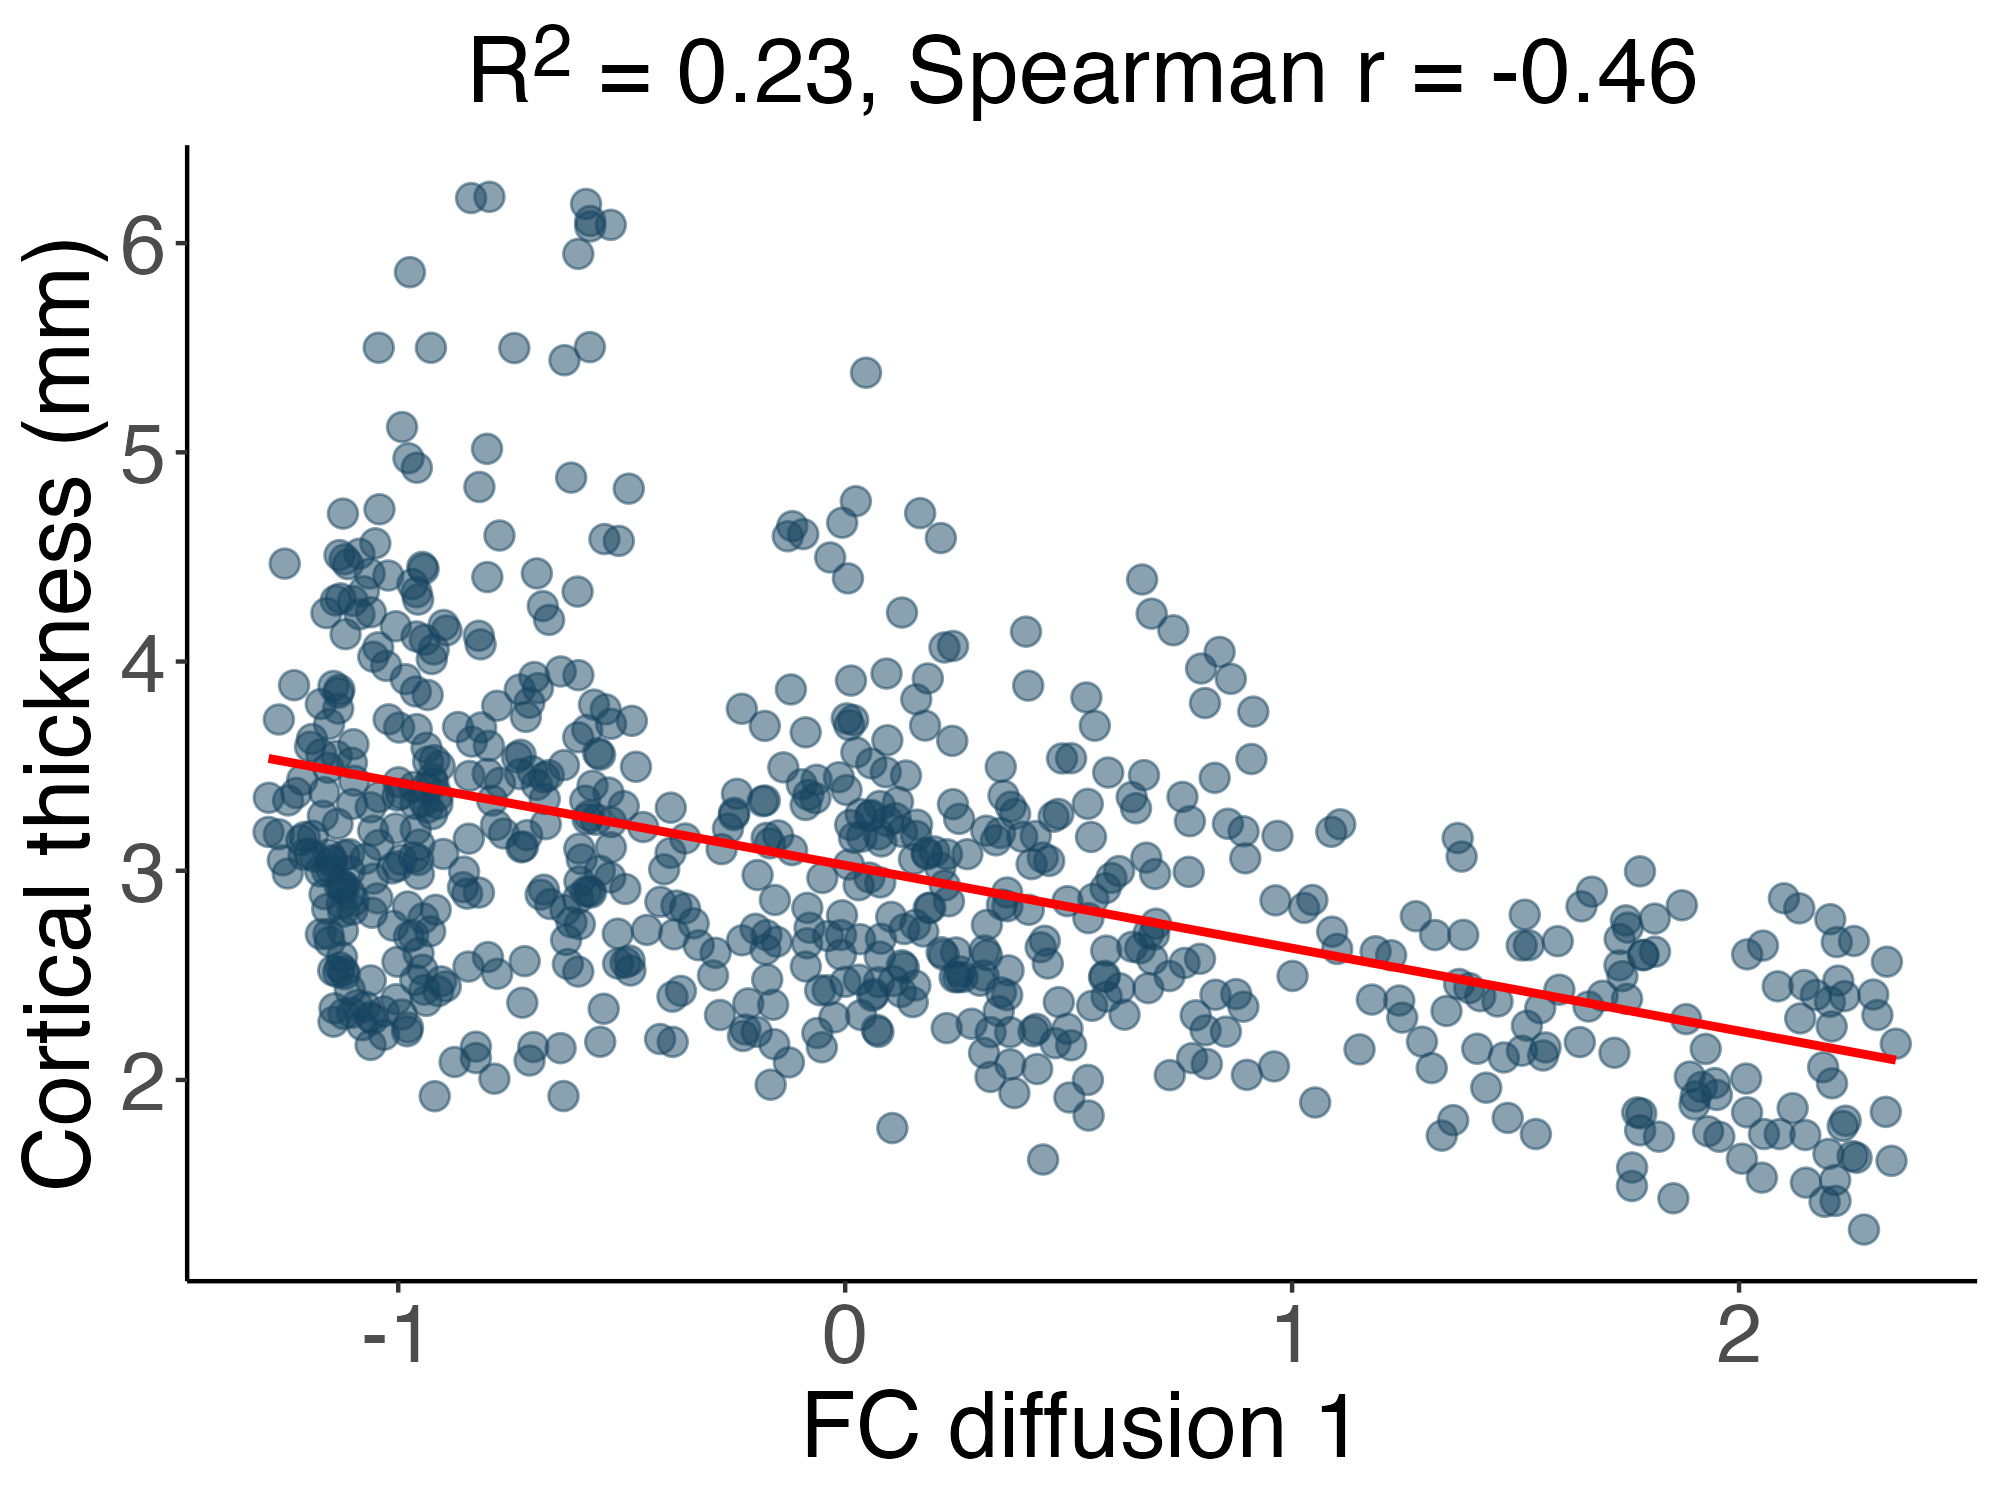 R² = 0.23, Spearman r = -0.46
Cortical thickness (mm)
6
5
4
3
2
-1 0 1 2
FC diffusion 1